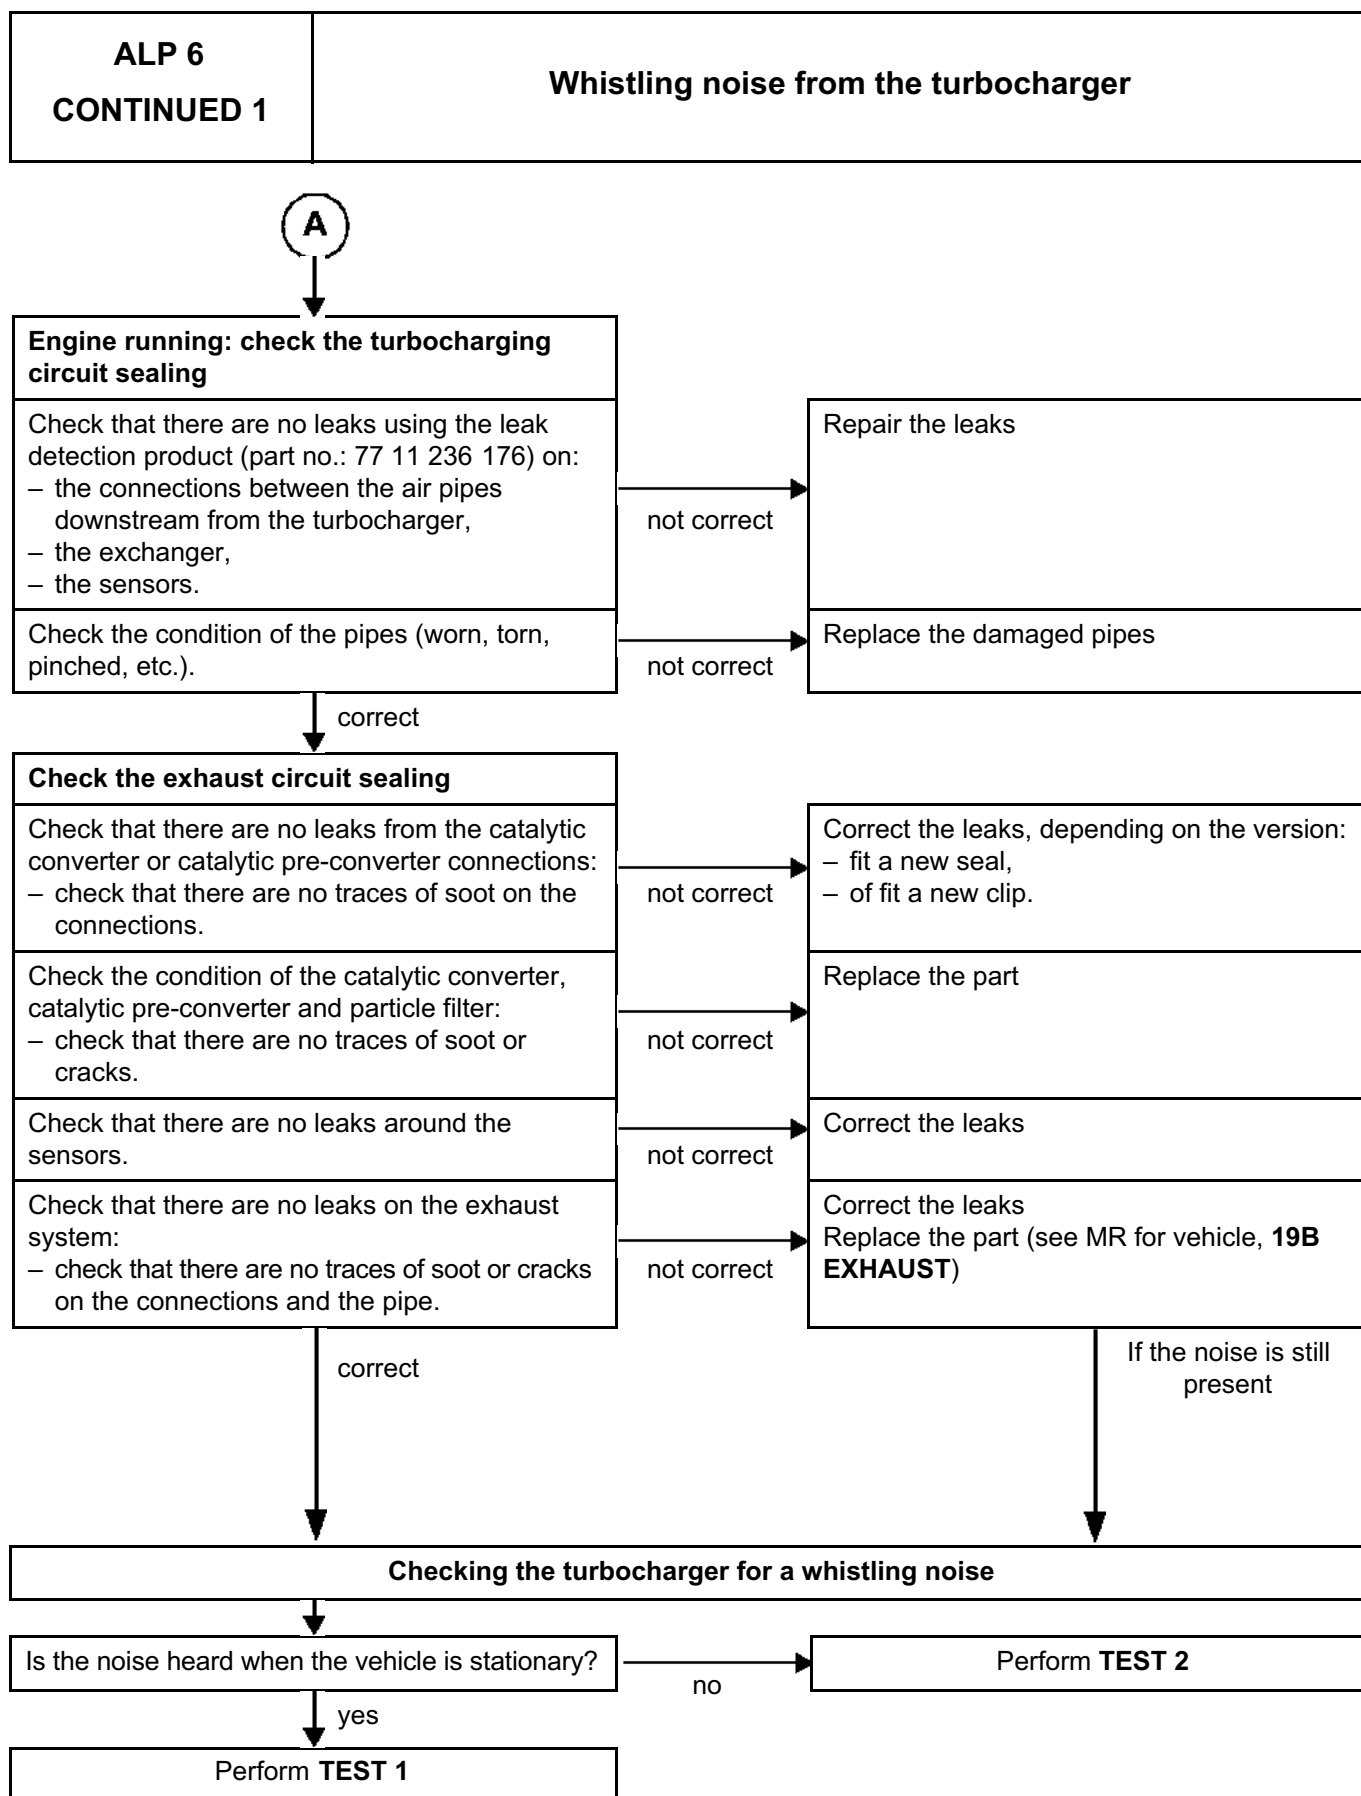 ALP 6
CONTINUED 1
Whistling noise from the turbocharger
A
Engine running: check the turbocharging
circuit sealing
Check that there are no leaks using the leak
detection product (part no.: 77 11 236 176) on:
– the connections between the air pipes
downstream from the turbocharger,
– the exchanger,
– the sensors.
not correct
Repair the leaks
Check the condition of the pipes (worn, torn,
pinched, etc.).
not correct
Replace the damaged pipes
correct
Check the exhaust circuit sealing
Check that there are no leaks from the catalytic
converter or catalytic pre-converter connections:
– check that there are no traces of soot on the
connections.
not correct
Correct the leaks, depending on the version:
– fit a new seal,
– of fit a new clip.
Check the condition of the catalytic converter,
catalytic pre-converter and particle filter:
– check that there are no traces of soot or
cracks.
not correct
Replace the part
Check that there are no leaks around the
sensors.
not correct
Correct the leaks
Check that there are no leaks on the exhaust
system:
– check that there are no traces of soot or cracks
on the connections and the pipe.
not correct
Correct the leaks
Replace the part (see MR for vehicle, 19B
EXHAUST)
correct
If the noise is still
present
Checking the turbocharger for a whistling noise
Is the noise heard when the vehicle is stationary?
no
Perform TEST 2
yes
Perform TEST 1